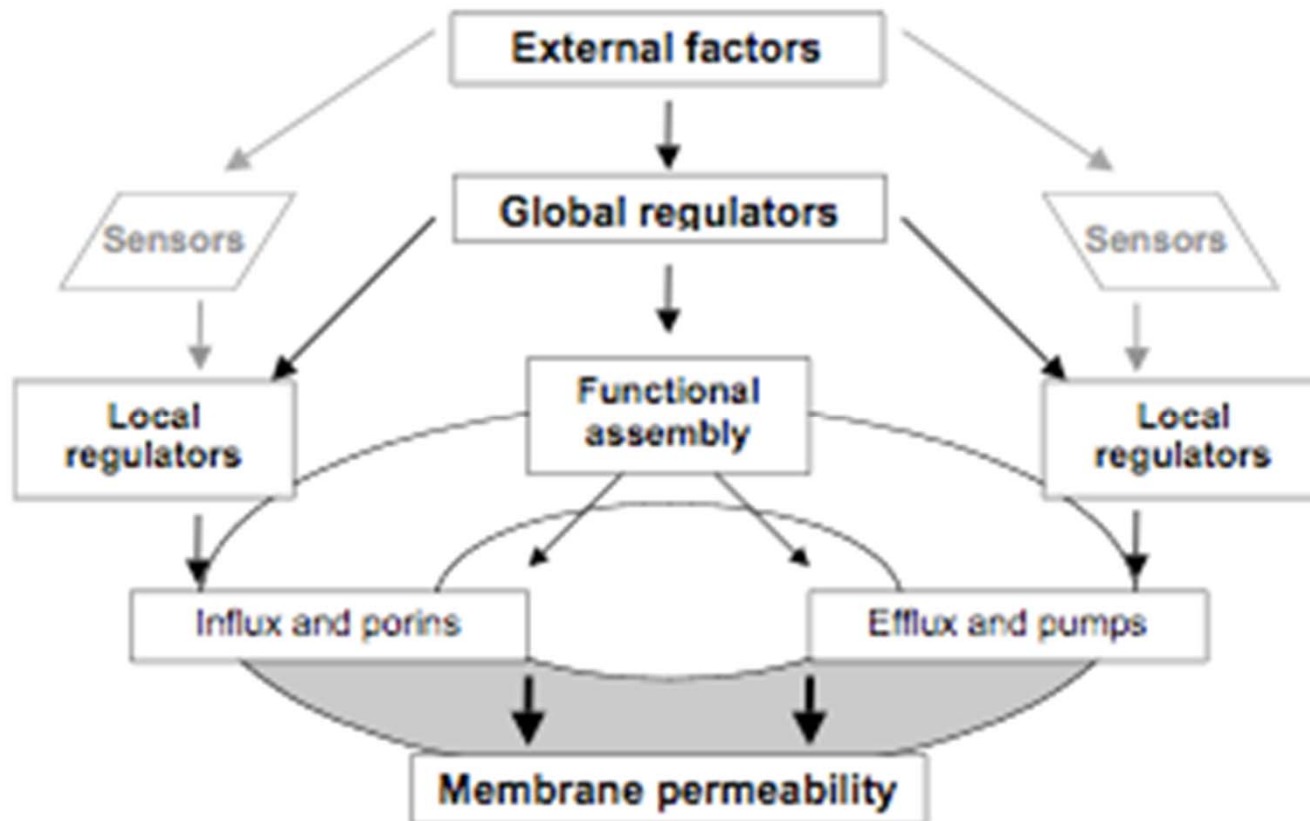 External factors
Global regulators
Sensors
Sensors
Functional
assembly
Local
regulators
Local
regulators
Influx and porins
Efflux and pumps
Membrane permeability